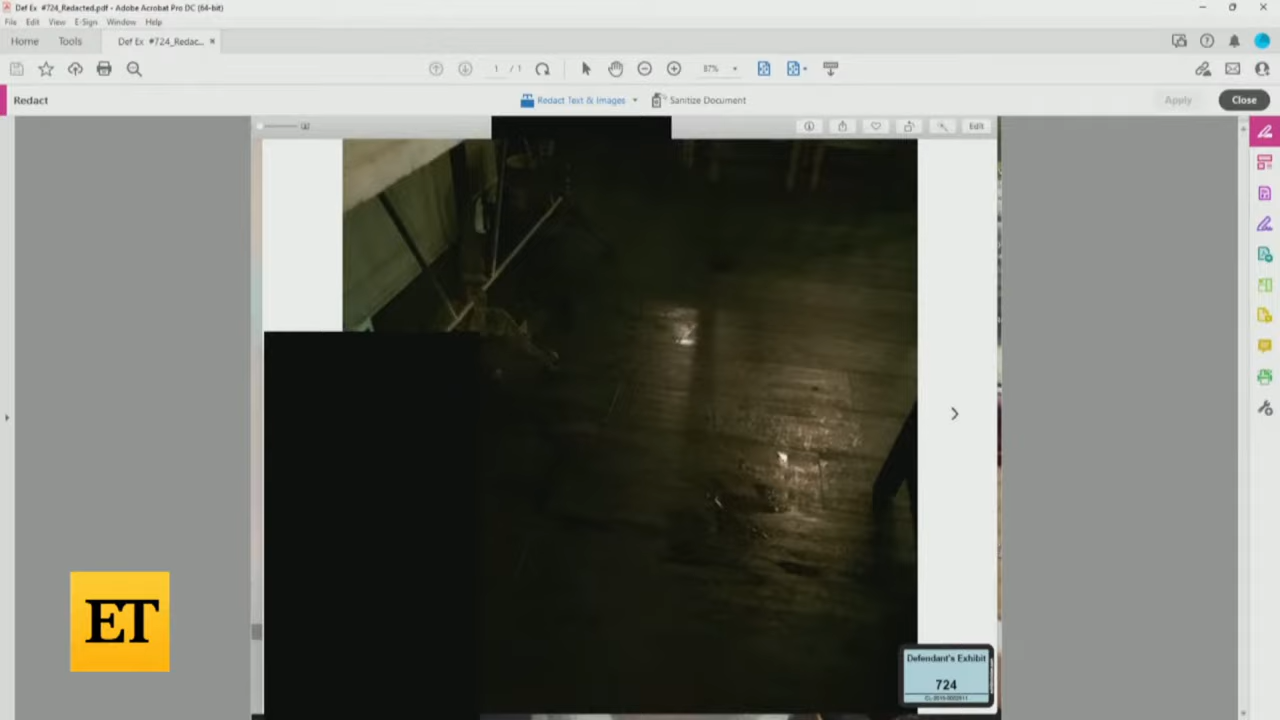 Def Ex #724_Redacted.pdf - Adobe Acrobat Pro DC (64-bit)
File Edit View E-Sign Window Help
Home Tools Def Ex #724_Redac... ×
1 / 1 87%
Redact Redact Text & Images Sanitize Document Apply Close
Edit
ET
Defendant's Exhibit
724